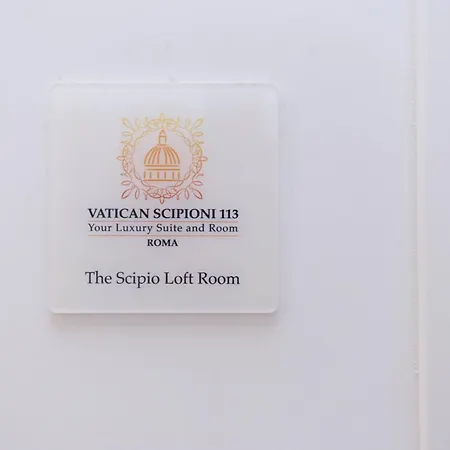 VATICAN SCIPIONI 113
Your Luxury Suite and Room
ROMA
The Scipio Loft Room